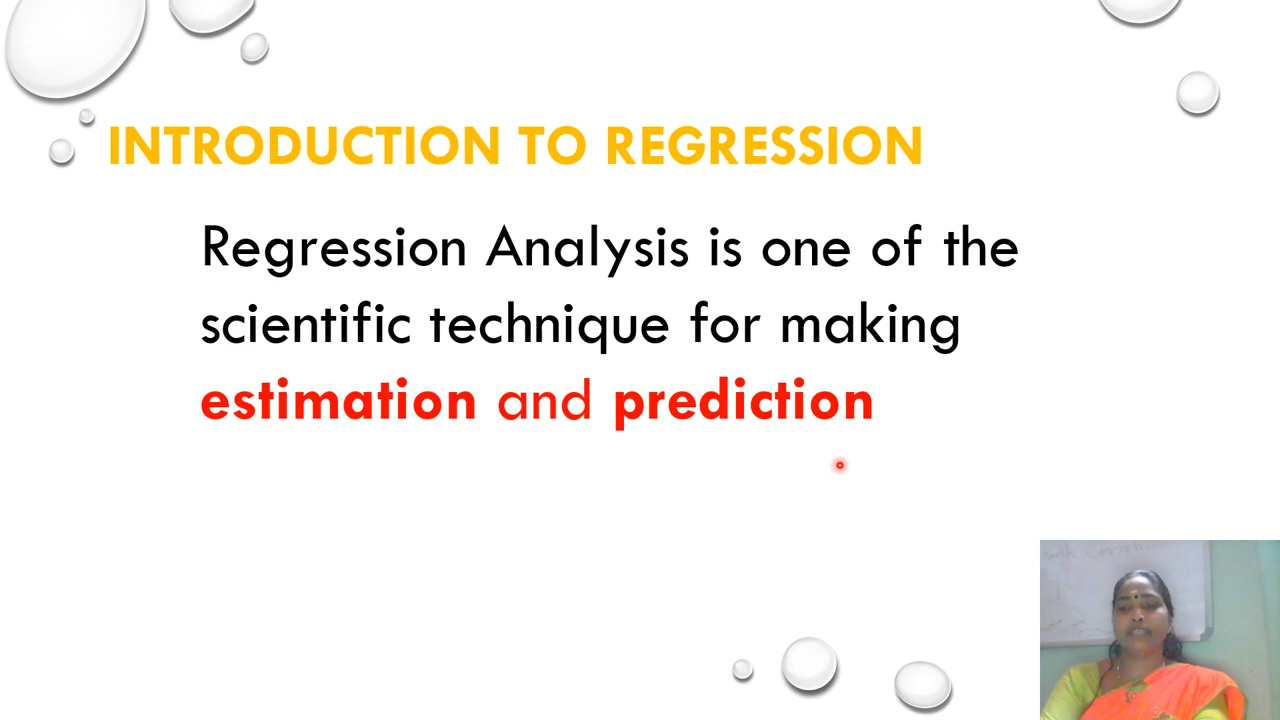 INTRODUCTION TO REGRESSION
Regression Analysis is one of the
scientific technique for making
estimation and prediction